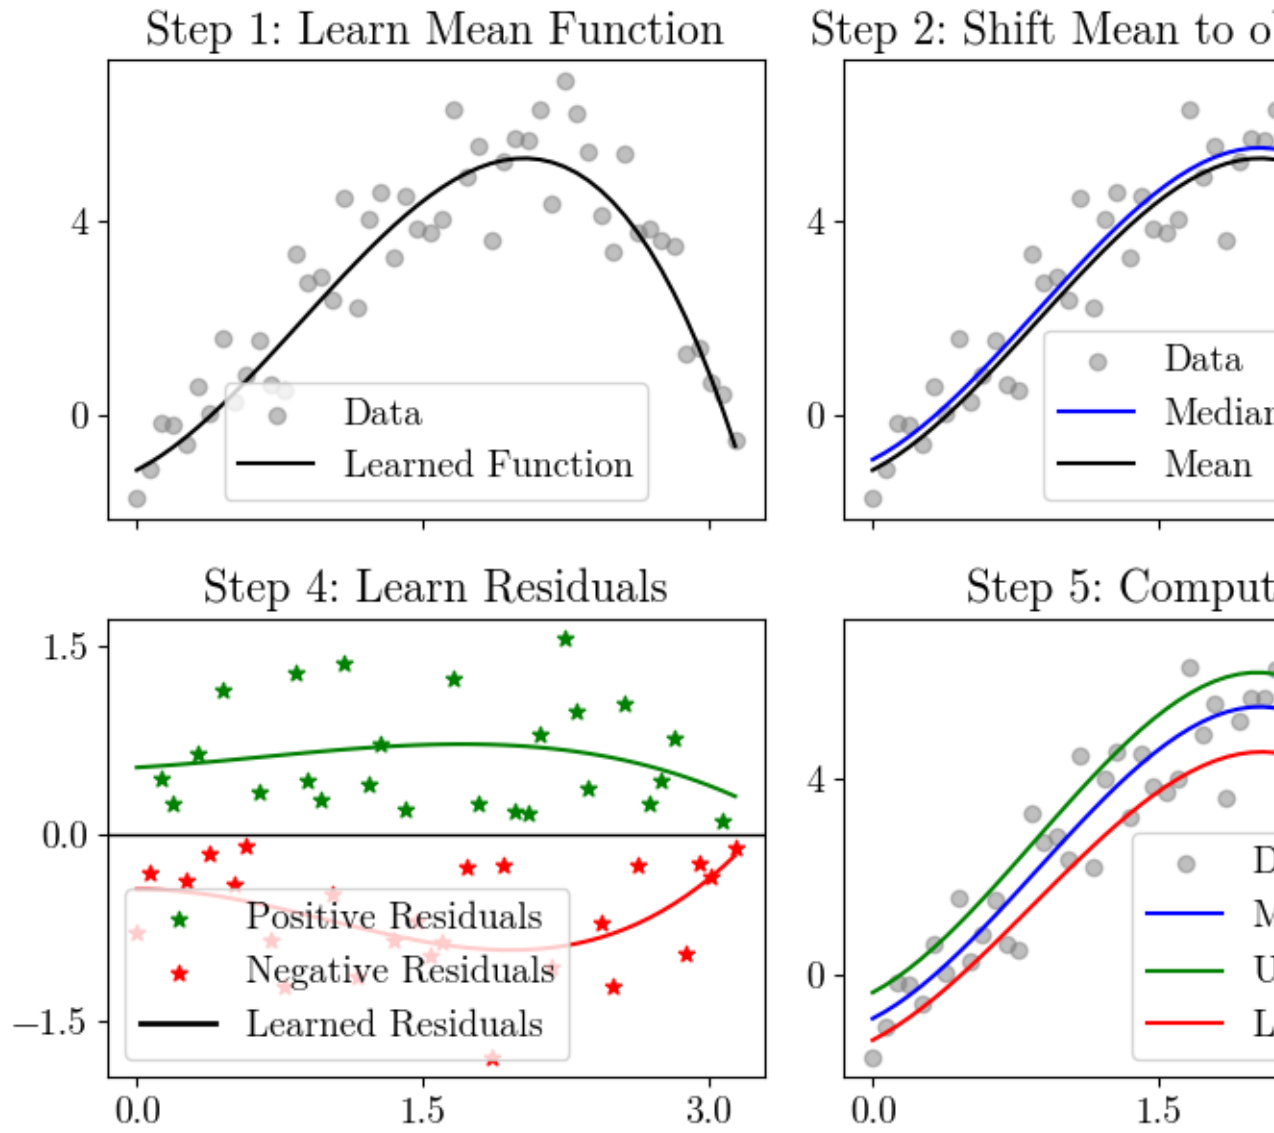 Step 1: Learn Mean Function
4
0
Data
Learned Function
Step 2: Shift Mean to o
4
0
Data
Median
Mean
Step 4: Learn Residuals
1.5
0.0
−1.5
Positive Residuals
Negative Residuals
Learned Residuals
0.0
1.5
3.0
Step 5: Comput
4
0
D
M
U
L
0.0
1.5